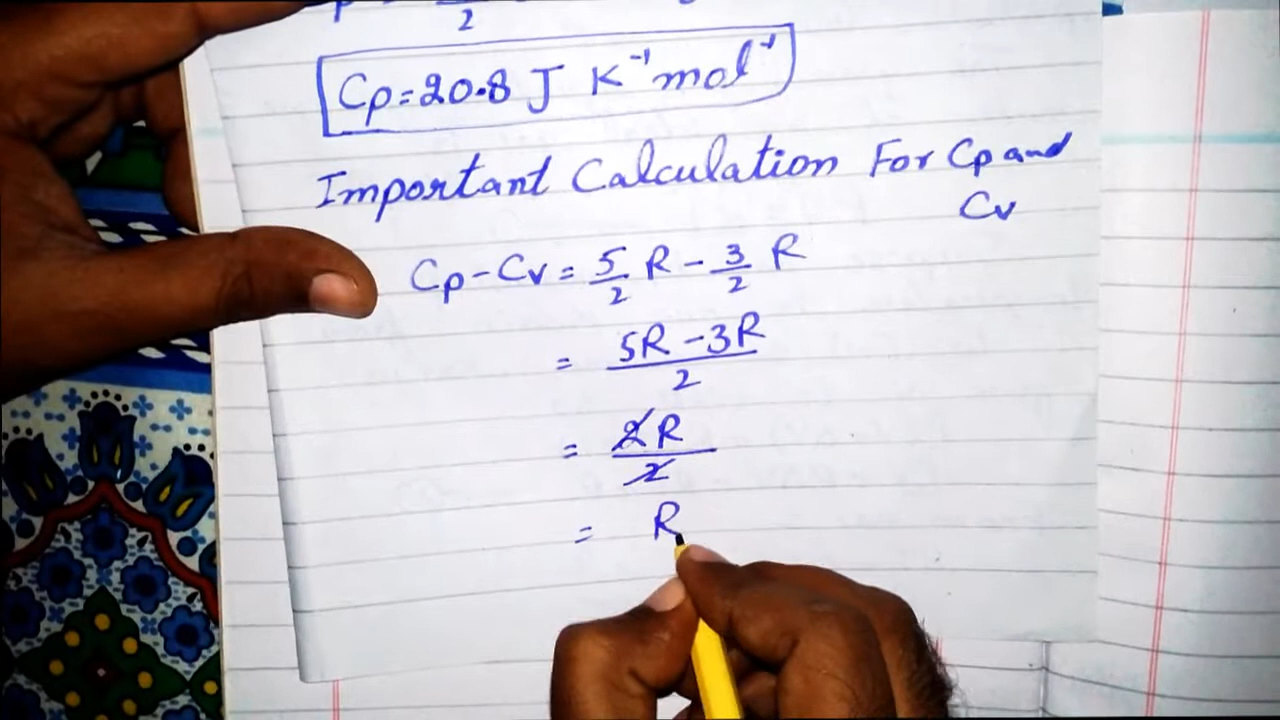 2
Cp = 20.8 J K⁻¹ mol⁻¹
Important Calculation For Cp and
Cv
Cp - Cv = 5/2 R - 3/2 R
= 5R - 3R / 2
= 2R / 2
= R